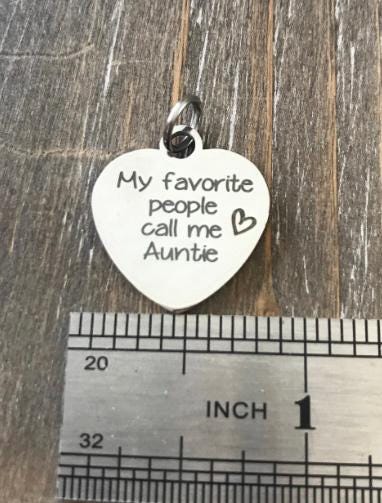 My favorite
people
call me
Auntie
20
INCH 1
32